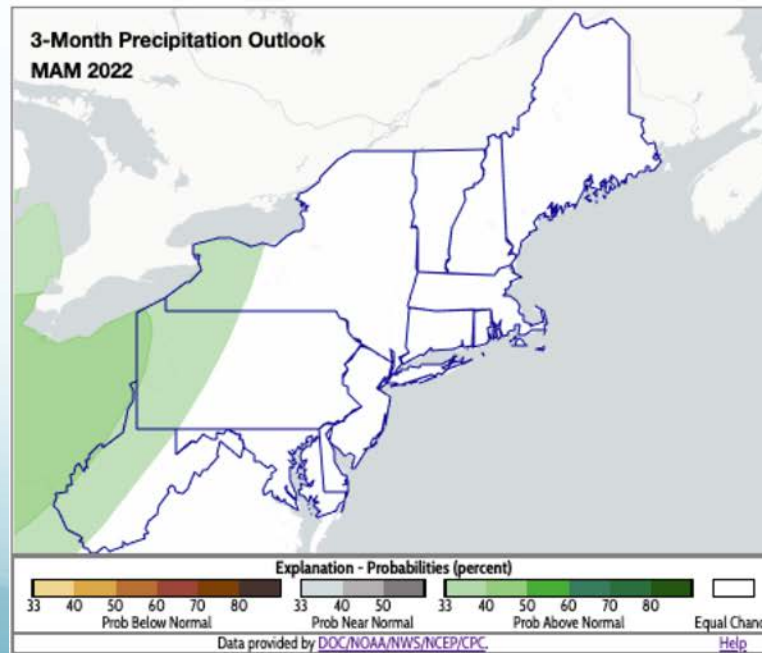 3-Month Precipitation Outlook
MAM 2022
Explanation - Probabilities (percent)
33 40 50 60 70 80 33 40 50 33 40 50 60 70 80
Prob Below Normal Prob Near Normal Prob Above Normal Equal Chanc
Data provided by DOC/NOAA/NWS/NCEP/CPC. Help